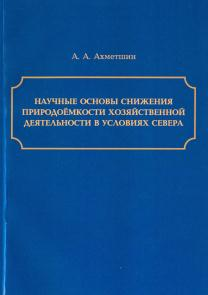 А. А. Ахметшин
НАУЧНЫЕ ОСНОВЫ СНИЖЕНИЯ
ПРИРОДОЁМКОСТИ ХОЗЯЙСТВЕННОЙ
ДЕЯТЕЛЬНОСТИ В УСЛОВИЯХ СЕВЕРА